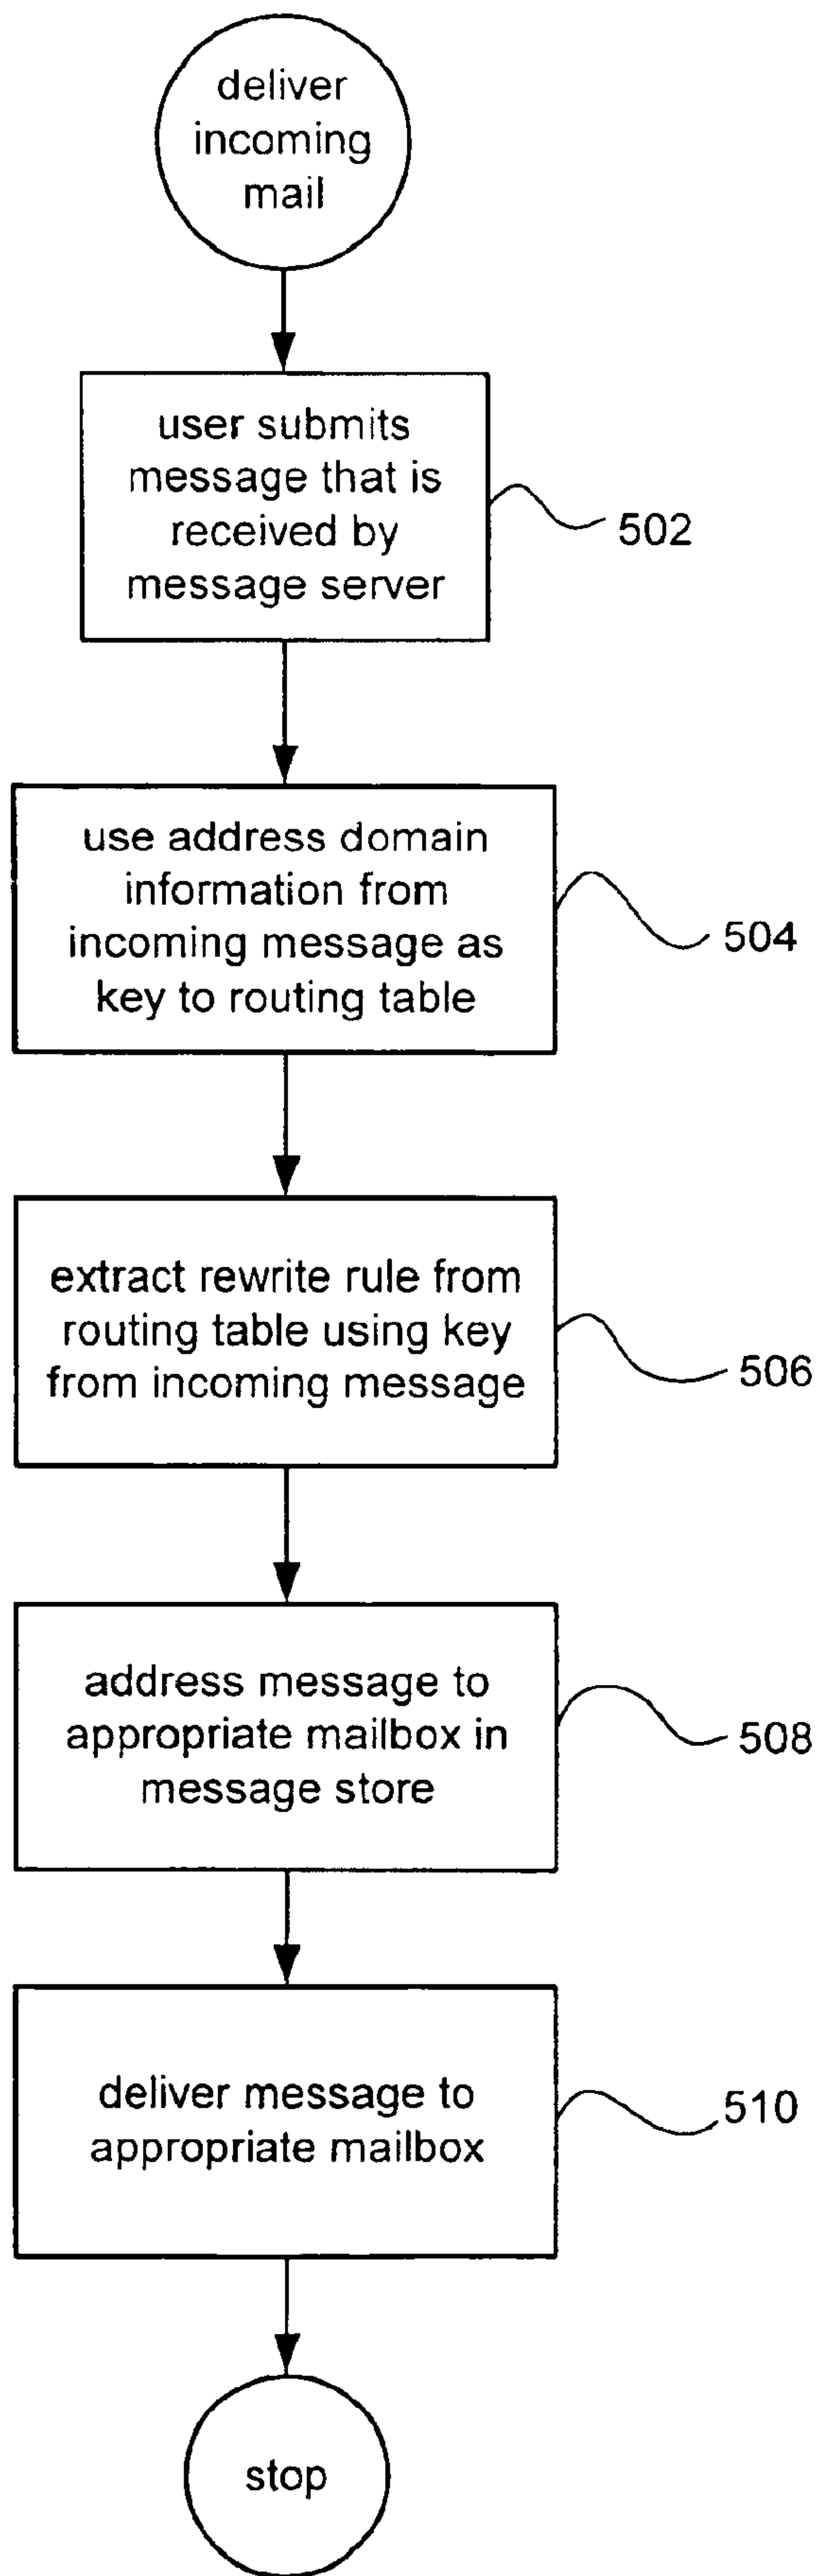 deliver
incoming
mail
user submits
message that is
received by
message server
502
use address domain
information from
incoming message as
key to routing table
504
extract rewrite rule from
routing table using key
from incoming message
506
address message to
appropriate mailbox in
message store
508
deliver message to
appropriate mailbox
510
stop